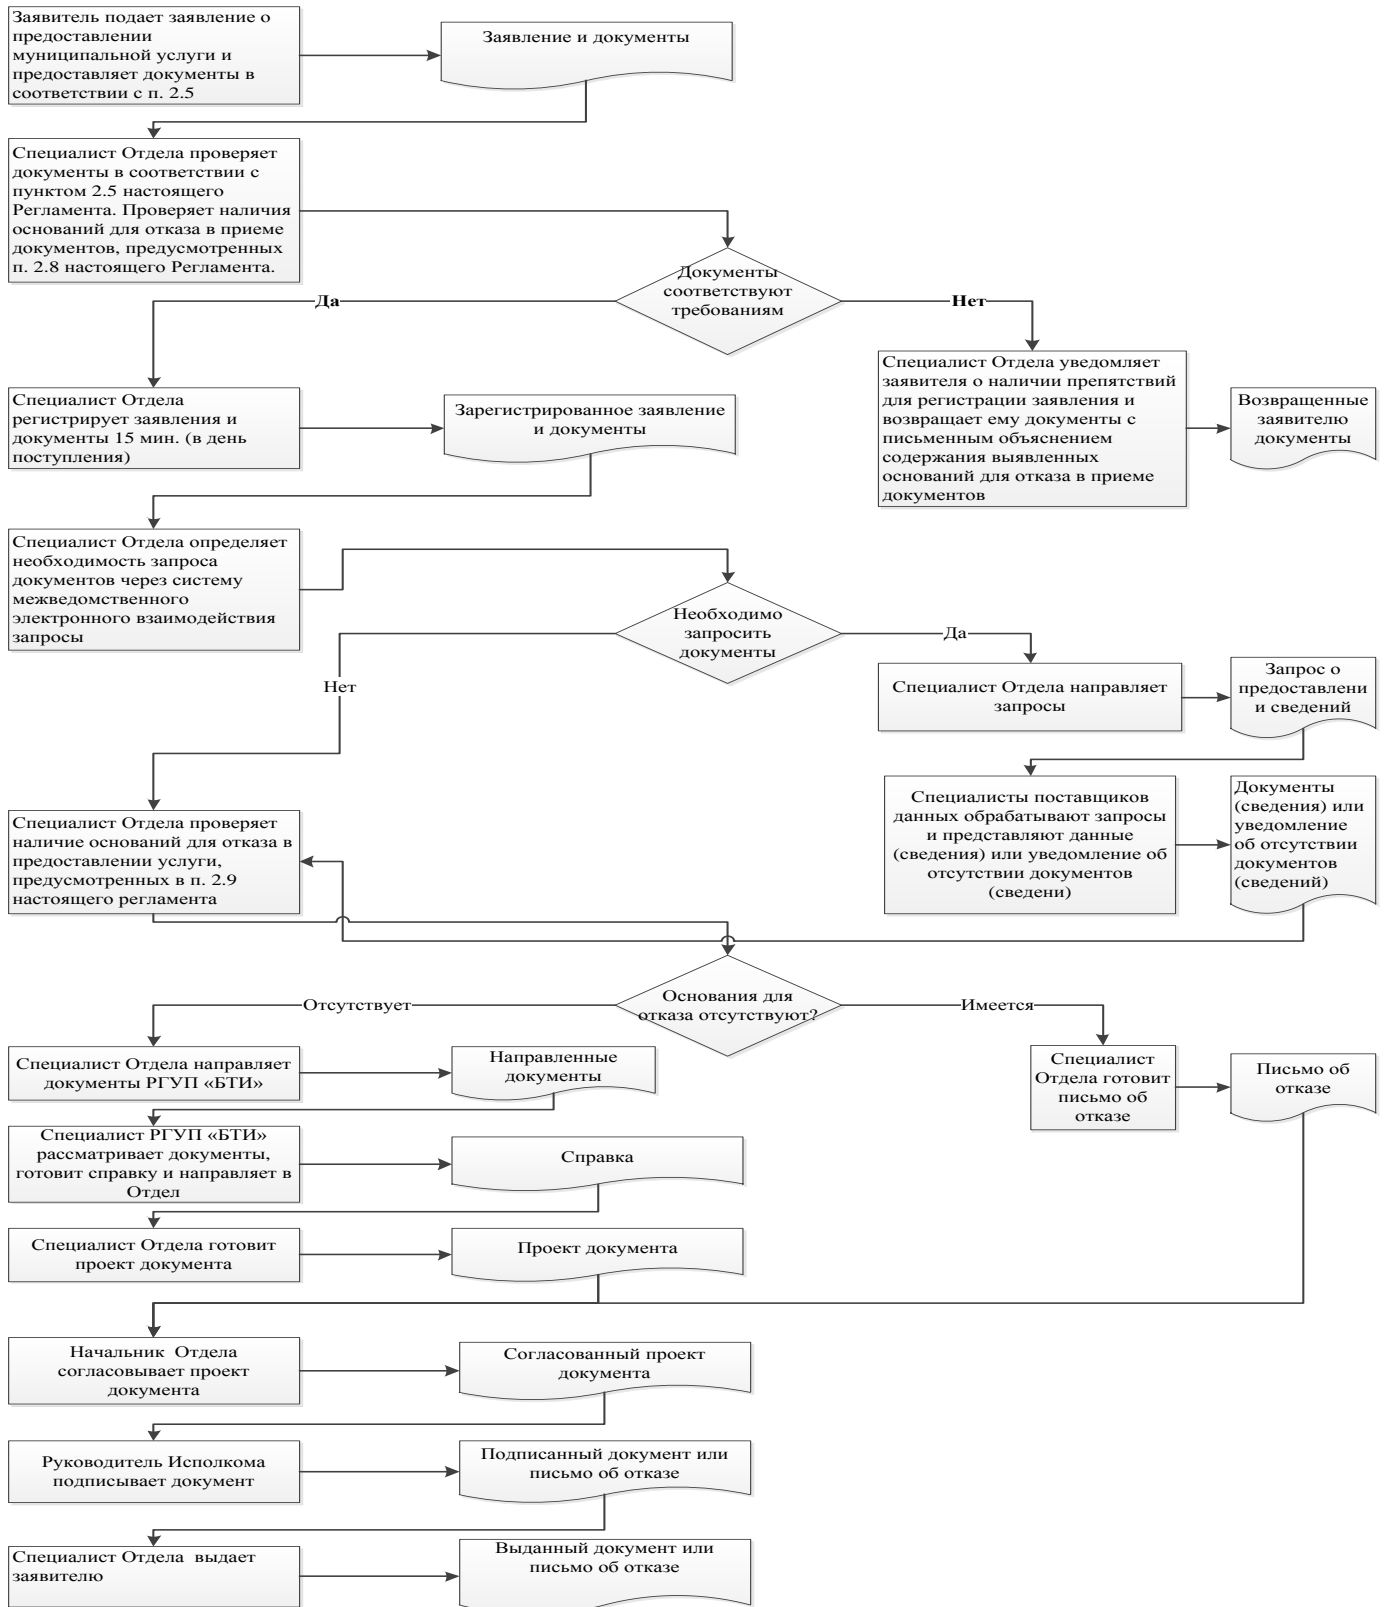 Заявитель подает заявление о
предоставлении
муниципальной услуги и
предоставляет документы в
соответствии с п. 2.5
Заявление и документы
Специалист Отдела проверяет
документы в соответствии с
пунктом 2.5 настоящего
Регламента. Проверяет наличия
оснований для отказа в приеме
документов, предусмотренных
п. 2.8 настоящего Регламента.
Документы
соответствуют
требованиям
Да
Нет
Специалист Отдела
регистрирует заявления и
документы 15 мин. (в день
поступления)
Зарегистрированное заявление
и документы
Специалист Отдела уведомляет
заявителя о наличии препятствий
для регистрации заявления и
возвращает ему документы с
письменным объяснением
содержания выявленных
оснований для отказа в приеме
документов
Возвращенные
заявителю
документы
Специалист Отдела определяет
необходимость запроса
документов через систему
межведомственного
электронного взаимодействия
запросы
Необходимо
запросить
документы
Да
Нет
Специалист Отдела направляет
запросы
Запрос о
предоставлени
и сведений
Специалисты поставщиков
данных обрабатывают запросы
и представляют данные
(сведения) или уведомление об
отсутствии документов
(сведени)
Документы
(сведения) или
уведомление
об отсутствии
документов
(сведений)
Специалист Отдела проверяет
наличие оснований для отказа в
предоставлении услуги,
предусмотренных в п. 2.9
настоящего регламента
Основания для
отказа отсутствуют?
Отсутствует
Имеется
Специалист Отдела направляет
документы РГУП «БТИ»
Направленные
документы
Специалист
Отдела готовит
письмо об
отказе
Письмо об
отказе
Специалист РГУП «БТИ»
рассматривает документы,
готовит справку и направляет в
Отдел
Справка
Специалист Отдела готовит
проект документа
Проект документа
Начальник  Отдела
согласовывает проект
документа
Согласованный проект
документа
Руководитель Исполкома
подписывает документ
Подписанный документ или
письмо об отказе
Специалист Отдела  выдает
заявителю
Выданный документ или
письмо об отказе